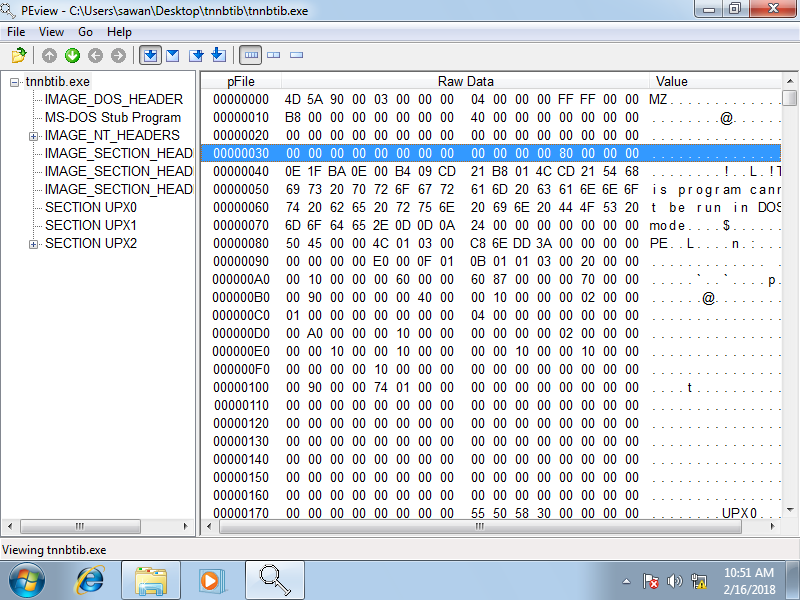 PEview - C:\Users\sawan\Desktop\tnnbtib\tnnbtib.exe
File View Go Help
tnnbtib.exe
IMAGE_DOS_HEADER
MS-DOS Stub Program
IMAGE_NT_HEADERS
IMAGE_SECTION_HEAD
IMAGE_SECTION_HEAD
IMAGE_SECTION_HEAD
SECTION UPX0
SECTION UPX1
SECTION UPX2
pFile Raw Data Value
00000000 4D 5A 90 00 03 00 00 00 04 00 00 00 FF FF 00 00 MZ..............
00000010 B8 00 00 00 00 00 00 00 40 00 00 00 00 00 00 00 ........@.......
00000020 00 00 00 00 00 00 00 00 00 00 00 00 00 00 00 00 ................
00000030 00 00 00 00 00 00 00 00 00 00 00 00 80 00 00 00 ................
00000040 0E 1F BA 0E 00 B4 09 CD 21 B8 01 4C CD 21 54 68 ........!..L.!T
00000050 69 73 20 70 72 6F 67 72 61 6D 20 63 61 6E 6E 6F is program cann
00000060 74 20 62 65 20 72 75 6E 20 69 6E 20 44 4F 53 20 t be run in DOS
00000070 6D 6F 64 65 2E 0D 0D 0A 24 00 00 00 00 00 00 00 mode....$.......
00000080 50 45 00 00 4C 01 03 00 C8 6E DD 3A 00 00 00 00 PE..L....n.:....
00000090 00 00 00 00 E0 00 0F 01 0B 01 01 03 00 20 00 00 ............. ..
000000A0 00 10 00 00 00 60 00 00 60 87 00 00 00 70 00 00 .....`..`....p.
000000B0 00 90 00 00 00 00 40 00 00 10 00 00 00 02 00 00 ......@.........
000000C0 01 00 00 00 00 00 00 00 04 00 00 00 00 00 00 00 ................
000000D0 00 A0 00 00 00 10 00 00 00 00 00 00 02 00 00 00 ................
000000E0 00 00 10 00 00 10 00 00 00 00 10 00 00 10 00 00 ................
000000F0 00 00 00 00 10 00 00 00 00 00 00 00 00 00 00 00 ................
00000100 00 90 00 00 74 01 00 00 00 00 00 00 00 00 00 00 ....t...........
00000110 00 00 00 00 00 00 00 00 00 00 00 00 00 00 00 00 ................
00000120 00 00 00 00 00 00 00 00 00 00 00 00 00 00 00 00 ................
00000130 00 00 00 00 00 00 00 00 00 00 00 00 00 00 00 00 ................
00000140 00 00 00 00 00 00 00 00 00 00 00 00 00 00 00 00 ................
00000150 00 00 00 00 00 00 00 00 00 00 00 00 00 00 00 00 ................
00000160 00 00 00 00 00 00 00 00 00 00 00 00 00 00 00 00 ................
00000170 00 00 00 00 00 00 00 00 55 50 58 30 00 00 00 00 ........UPX0....
Viewing tnnbtib.exe
10:51 AM
2/16/2018